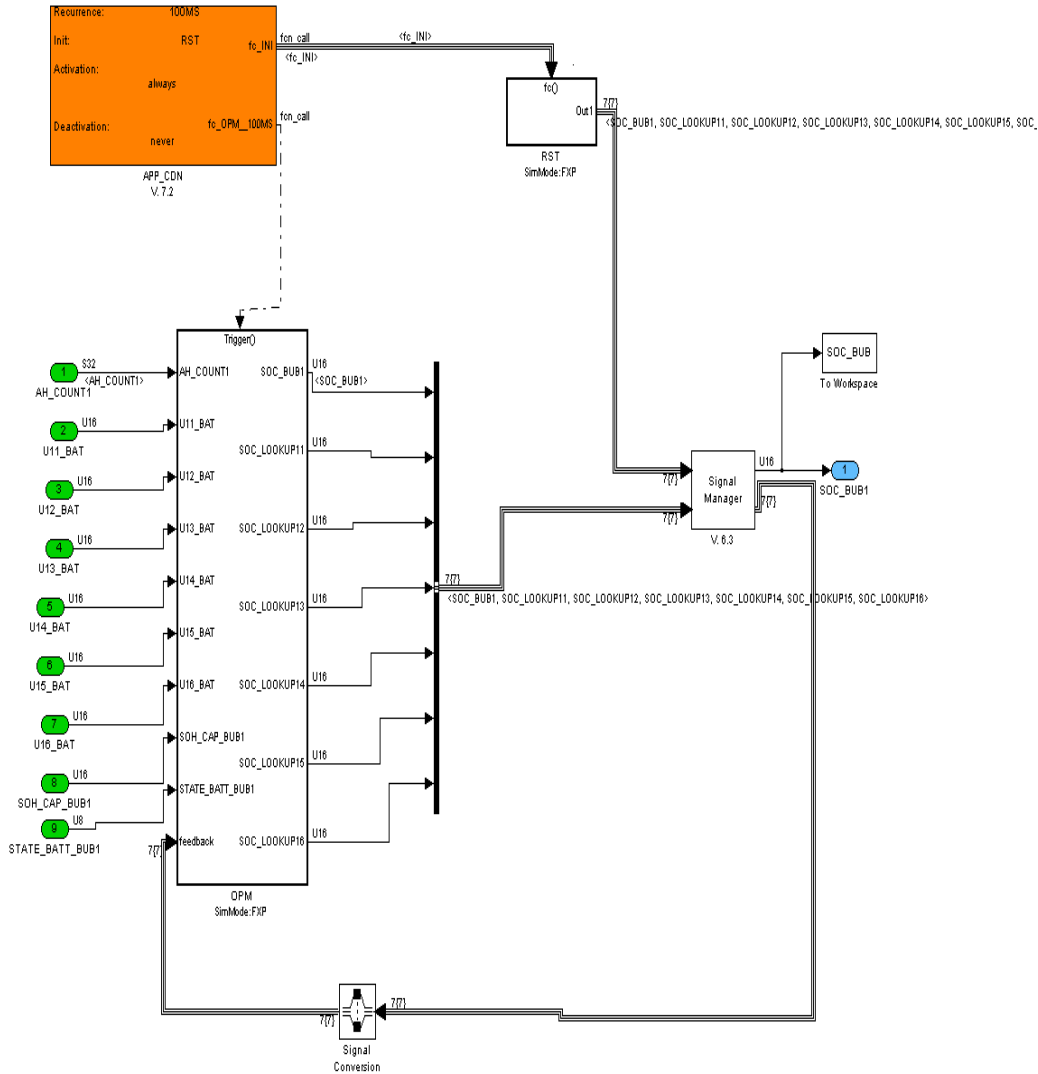 Recurrence: 100MS
Init: RST
fc_INI
Activation:
always
Deactivation:
fc_OPM__100MS
never
APP_CDN
V. 7.2
fcn_call
<fc_INI>
<fc_INI>
fcn_call
fc()
Out1
RST
SimMode:FXP
7{7}
<SOC_BUB1, SOC_LOOKUP11, SOC_LOOKUP12, SOC_LOOKUP13, SOC_LOOKUP14, SOC_LOOKUP15, SOC_
Trigger()
1
S32
<AH_COUNT1>
AH_COUNT1
AH_COUNT1
SOC_BUB1
U16
<SOC_BUB1>
2
U16
U11_BAT
U11_BAT
SOC_LOOKUP11
U16
3
U16
U12_BAT
U12_BAT
SOC_LOOKUP12
U16
4
U16
U13_BAT
U13_BAT
SOC_LOOKUP13
U16
5
U16
U14_BAT
U14_BAT
SOC_LOOKUP14
U16
6
U16
U15_BAT
U15_BAT
SOC_LOOKUP15
U16
7
U16
U16_BAT
U16_BAT
SOC_LOOKUP16
U16
8
U16
SOH_CAP_BUB1
SOH_CAP_BUB1
9
U8
STATE_BATT_BUB1
STATE_BATT_BUB1
feedback
7{7}
OPM
SimMode:FXP
7{7}
<SOC_BUB1, SOC_LOOKUP11, SOC_LOOKUP12, SOC_LOOKUP13, SOC_LOOKUP14, SOC_LOOKUP15, SOC_LOOKUP16>
7{7}
7{7}
Signal
Manager
V. 6.3
U16
7{7}
SOC_BUB
To Workspace
1
SOC_BUB1
7{7}
7{7}
Signal
Conversion